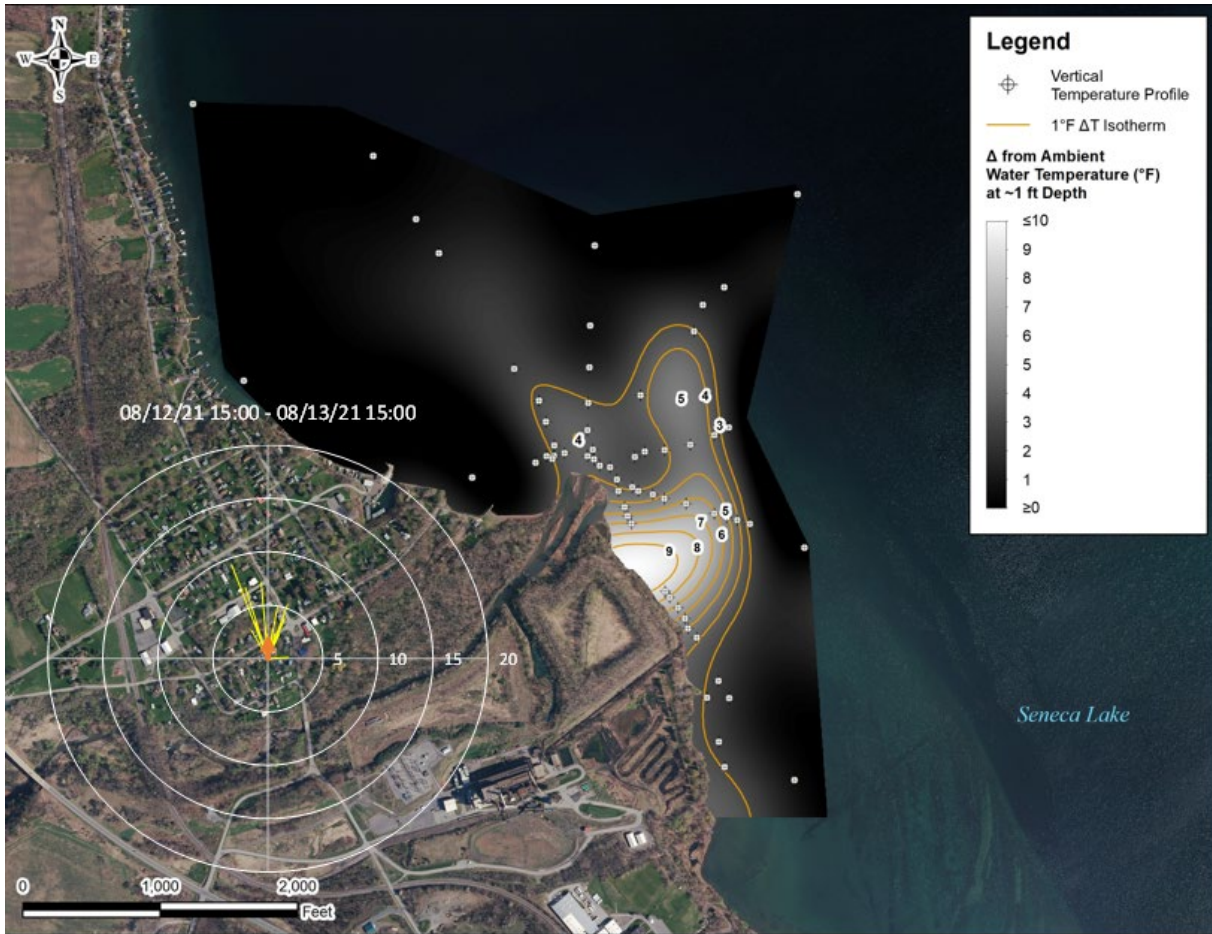 N
W E
S
Legend
Vertical
Temperature Profile
1°F ΔT Isotherm
Δ from Ambient
Water Temperature (°F)
at ~1 ft Depth
≤10
9
8
7
6
5
4
3
2
1
≥0
5
4
3
4
5
7
6
9
8
08/12/21 15:00 - 08/13/21 15:00
5 10 15 20
Seneca Lake
0 1,000 2,000
Feet